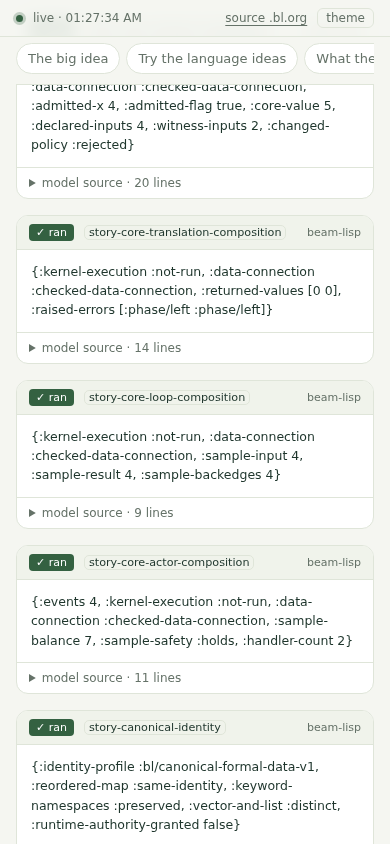 live · 01:27:34 AM
source .bl.org
theme
The big idea
Try the language ideas
What the
:data-connection :checked-data-connection,
:admitted-x 4, :admitted-flag true, :core-value 5,
:declared-inputs 4, :witness-inputs 2, :changed-
policy :rejected}
▶ model source · 20 lines
✓ ran
story-core-translation-composition
beam-lisp
{:kernel-execution :not-run, :data-connection
:checked-data-connection, :returned-values [0 0],
:raised-errors [:phase/left :phase/left]}
▶ model source · 14 lines
✓ ran
story-core-loop-composition
beam-lisp
{:kernel-execution :not-run, :data-connection
:checked-data-connection, :sample-input 4,
:sample-result 4, :sample-backedges 4}
▶ model source · 9 lines
✓ ran
story-core-actor-composition
beam-lisp
{:events 4, :kernel-execution :not-run, :data-
connection :checked-data-connection, :sample-
balance 7, :sample-safety :holds, :handler-count 2}
▶ model source · 11 lines
✓ ran
story-canonical-identity
beam-lisp
{:identity-profile :bl/canonical-formal-data-v1,
:reordered-map :same-identity, :keyword-
namespaces :preserved, :vector-and-list :distinct,
:runtime-authority-granted false}